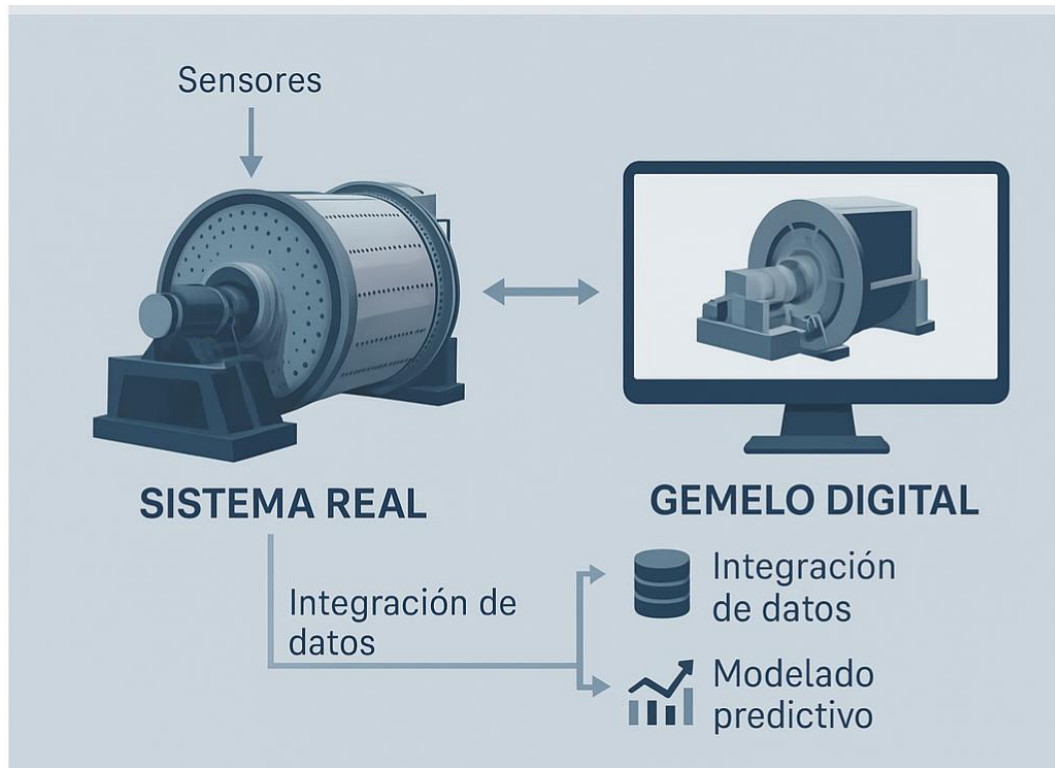 Sensores
SISTEMA REAL
GEMELO DIGITAL
Integración de
datos
Integración
de datos
Modelado
predictivo